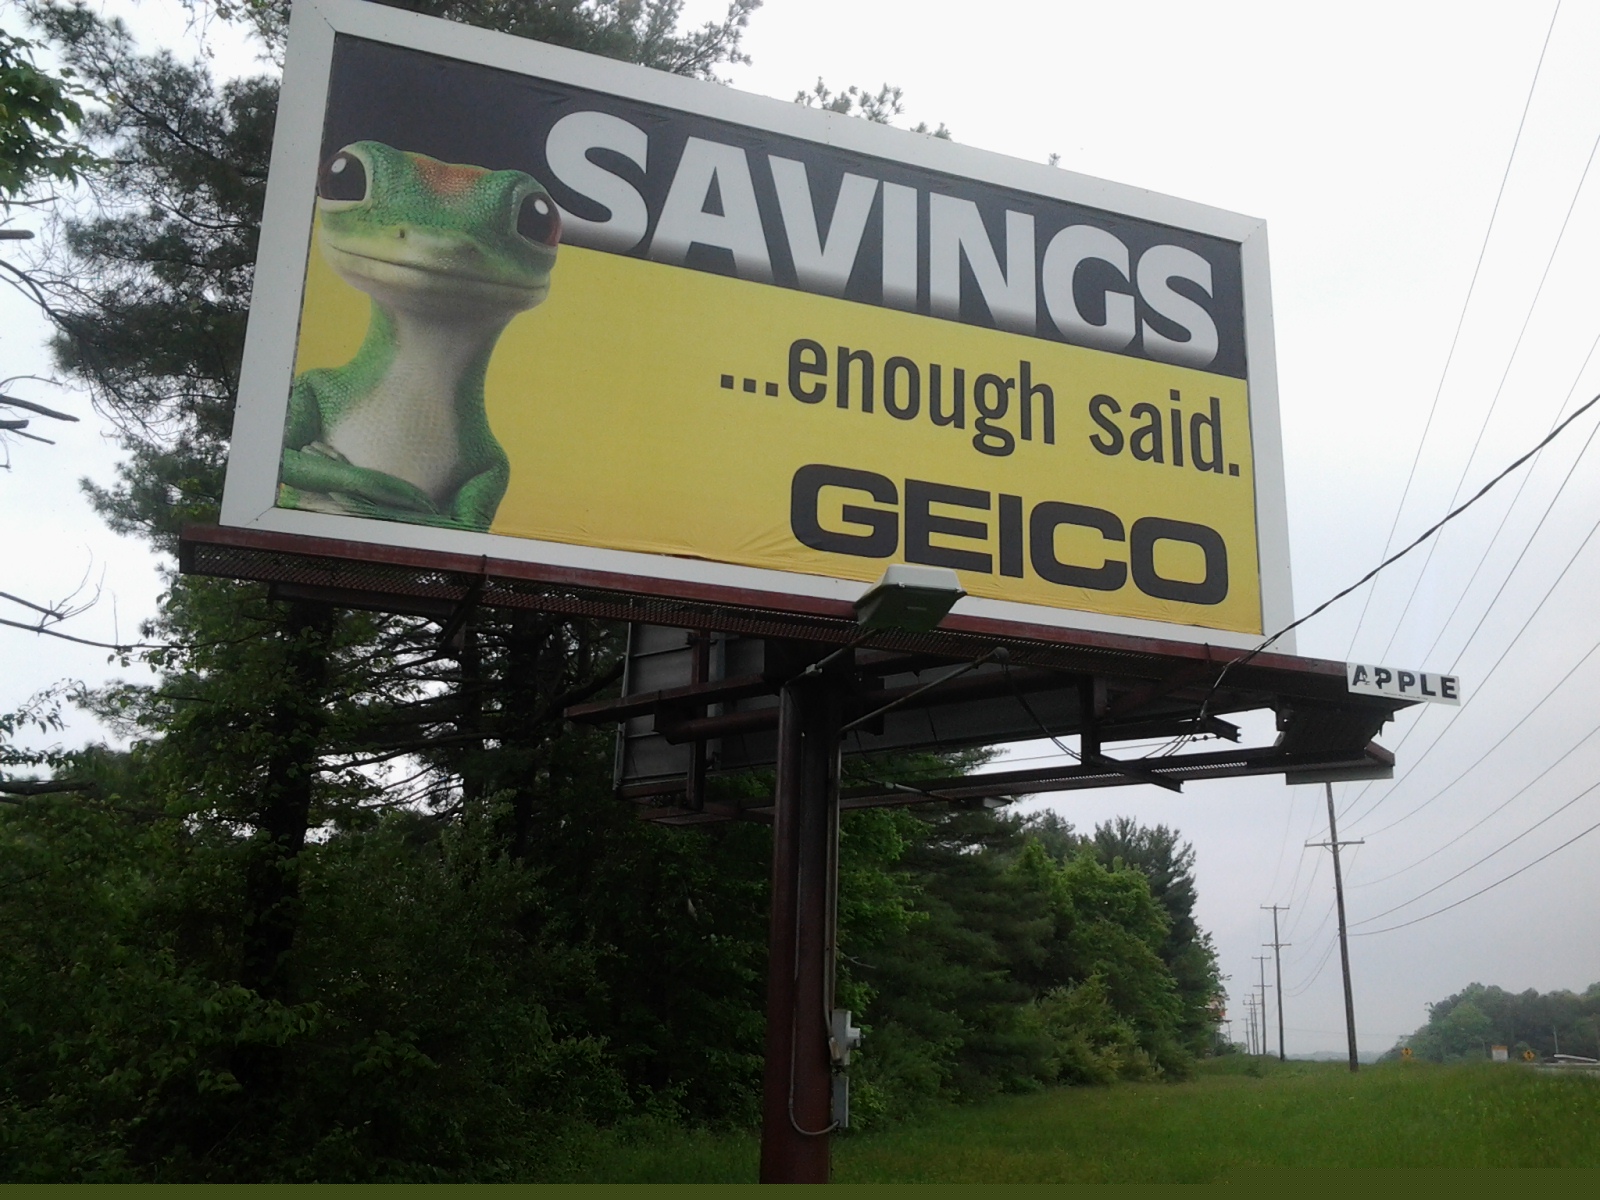 SAVINGS
...enough said.
GEICO
APPLE